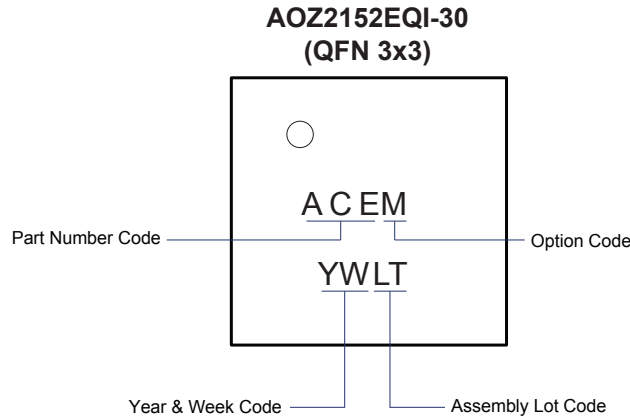 AOZ2152EQI-30
(QFN 3x3)
A C EM
Part Number Code
Option Code
YWLT
Year & Week Code
Assembly Lot Code